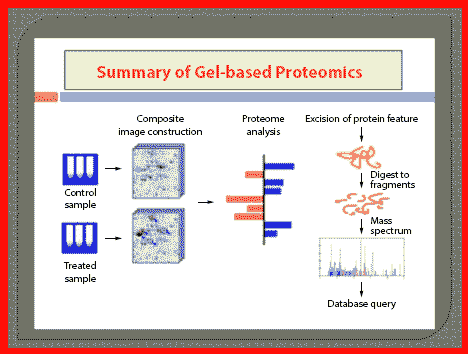 Summary of Gel-based Proteomics
Composite
image construction
Proteome
analysis
Excision of protein feature
Control
sample
Treated
sample
Digest to
fragments
Mass
spectrum
Database query